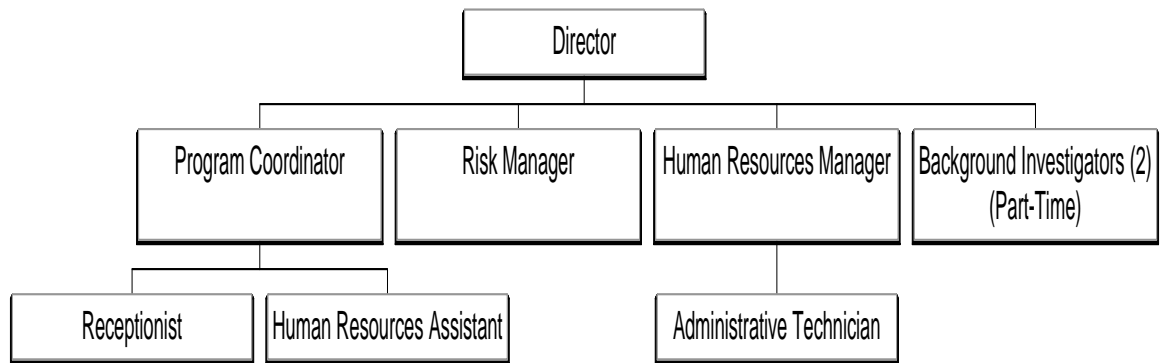 Director
Program Coordinator
Risk Manager
Human Resources Manager
Background Investigators (2)
(Part-Time)
Receptionist
Human Resources Assistant
Administrative Technician